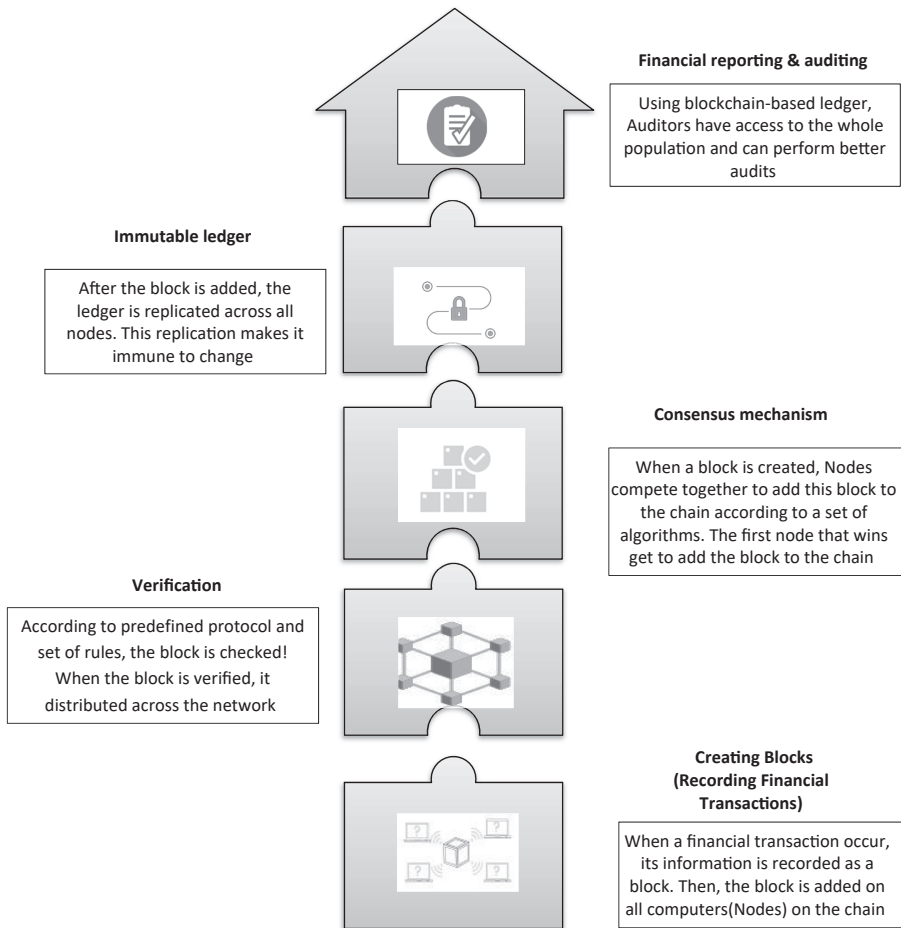 Financial reporting & auditing
Using blockchain-based ledger,
Auditors have access to the whole
population and can perform better
audits
Immutable ledger
After the block is added, the
ledger is replicated across all
nodes. This replication makes it
immune to change
Consensus mechanism
When a block is created, Nodes
compete together to add this block to
the chain according to a set of
algorithms. The first node that wins
get to add the block to the chain
Verification
According to predefined protocol and
set of rules, the block is checked!
When the block is verified, it
distributed across the network
Creating Blocks
(Recording Financial
Transactions)
When a financial transaction occur,
its information is recorded as a
block. Then, the block is added on
all computers(Nodes) on the chain
? ?
? ?